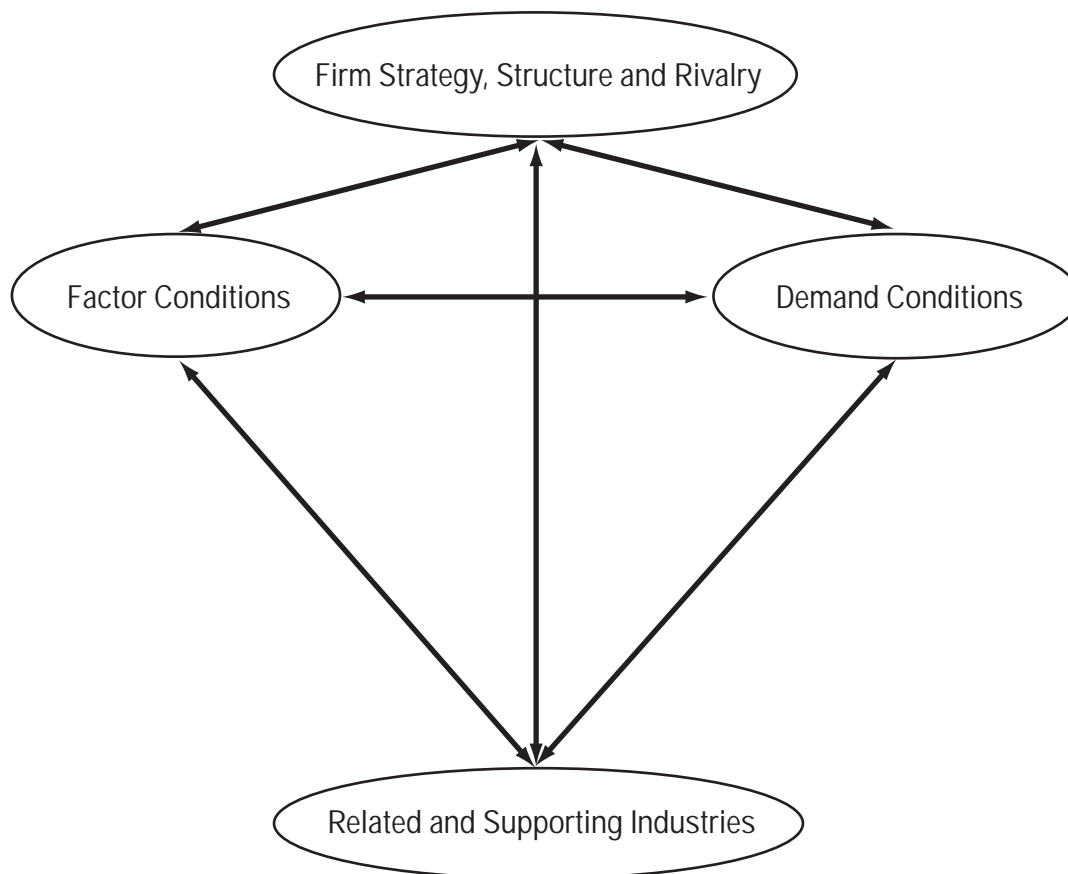 Firm Strategy, Structure and Rivalry
Factor Conditions
Demand Conditions
Related and Supporting Industries